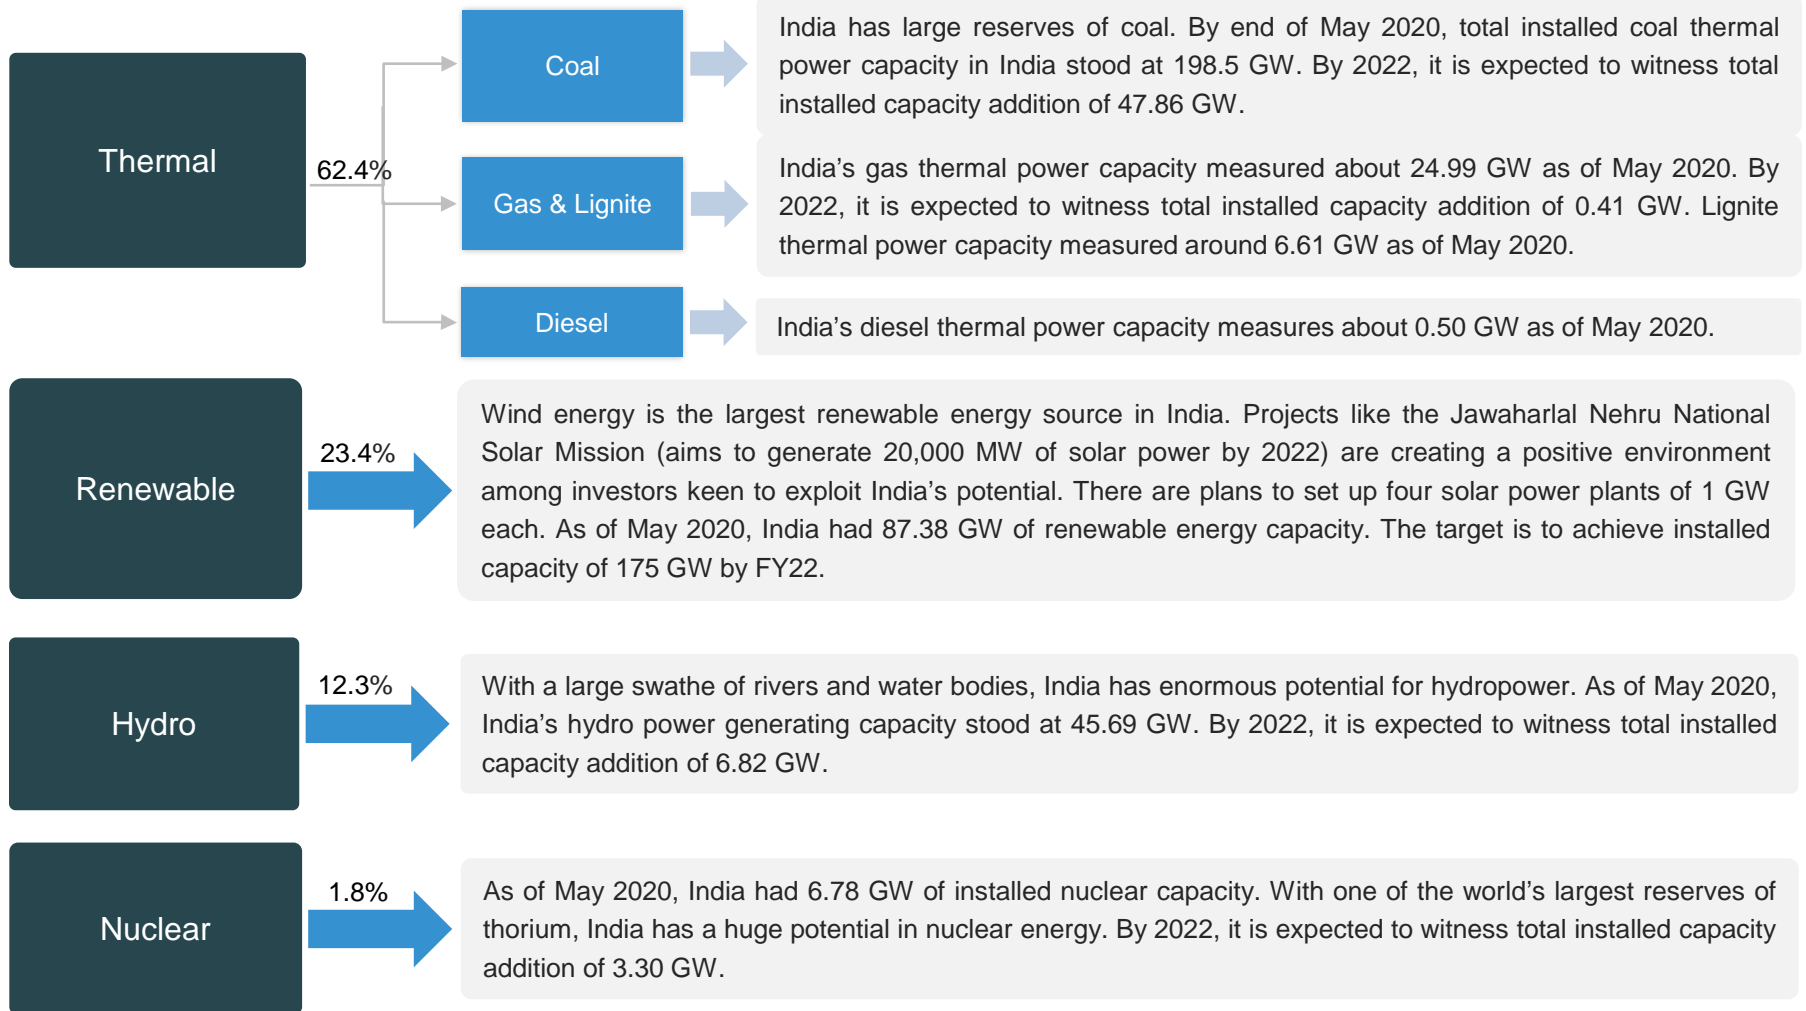 Thermal
62.4%
Coal
India has large reserves of coal. By end of May 2020, total installed coal thermal
power capacity in India stood at 198.5 GW. By 2022, it is expected to witness total
installed capacity addition of 47.86 GW.
Gas & Lignite
India’s gas thermal power capacity measured about 24.99 GW as of May 2020. By
2022, it is expected to witness total installed capacity addition of 0.41 GW. Lignite
thermal power capacity measured around 6.61 GW as of May 2020.
Diesel
India’s diesel thermal power capacity measures about 0.50 GW as of May 2020.
Renewable
23.4%
Wind energy is the largest renewable energy source in India. Projects like the Jawaharlal Nehru National
Solar Mission (aims to generate 20,000 MW of solar power by 2022) are creating a positive environment
among investors keen to exploit India’s potential. There are plans to set up four solar power plants of 1 GW
each. As of May 2020, India had 87.38 GW of renewable energy capacity. The target is to achieve installed
capacity of 175 GW by FY22.
Hydro
12.3%
With a large swathe of rivers and water bodies, India has enormous potential for hydropower. As of May 2020,
India’s hydro power generating capacity stood at 45.69 GW. By 2022, it is expected to witness total installed
capacity addition of 6.82 GW.
Nuclear
1.8%
As of May 2020, India had 6.78 GW of installed nuclear capacity. With one of the world’s largest reserves of
thorium, India has a huge potential in nuclear energy. By 2022, it is expected to witness total installed capacity
addition of 3.30 GW.